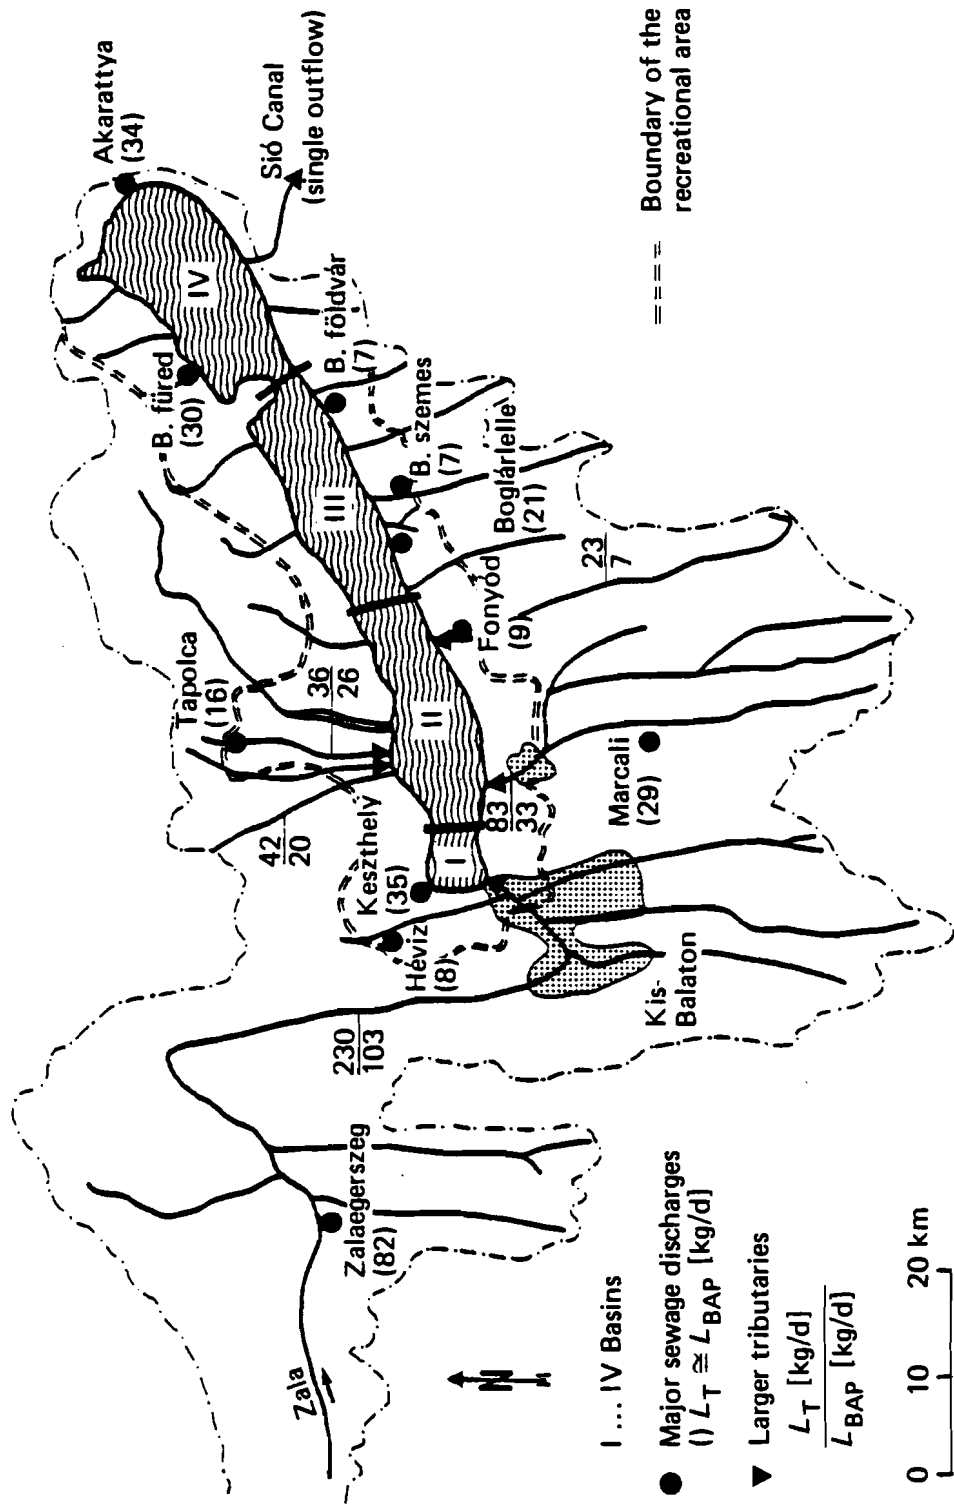 Akarattya
(34)
Sió Canal
(single outflow)
==== Boundary of the
recreational area
IV
B. füred
(30)
B. földvár
(7)
B. szemes
(7)
III
Boglárlelle
(21)
23
7
Fonyód
(9)
Tapolca
(16)
36
26
II
83
33
Marcali
(29)
42
20
Keszthely
(35)
I
Hévíz
(8)
Kis-
Balaton
230
103
Zalaegerszeg
(82)
Zala
N
I ... IV Basins
Major sewage discharges
() L_T ≅ L_BAP [kg/d]
Larger tributaries
L_T [kg/d]
L_BAP [kg/d]
0 10 20 km